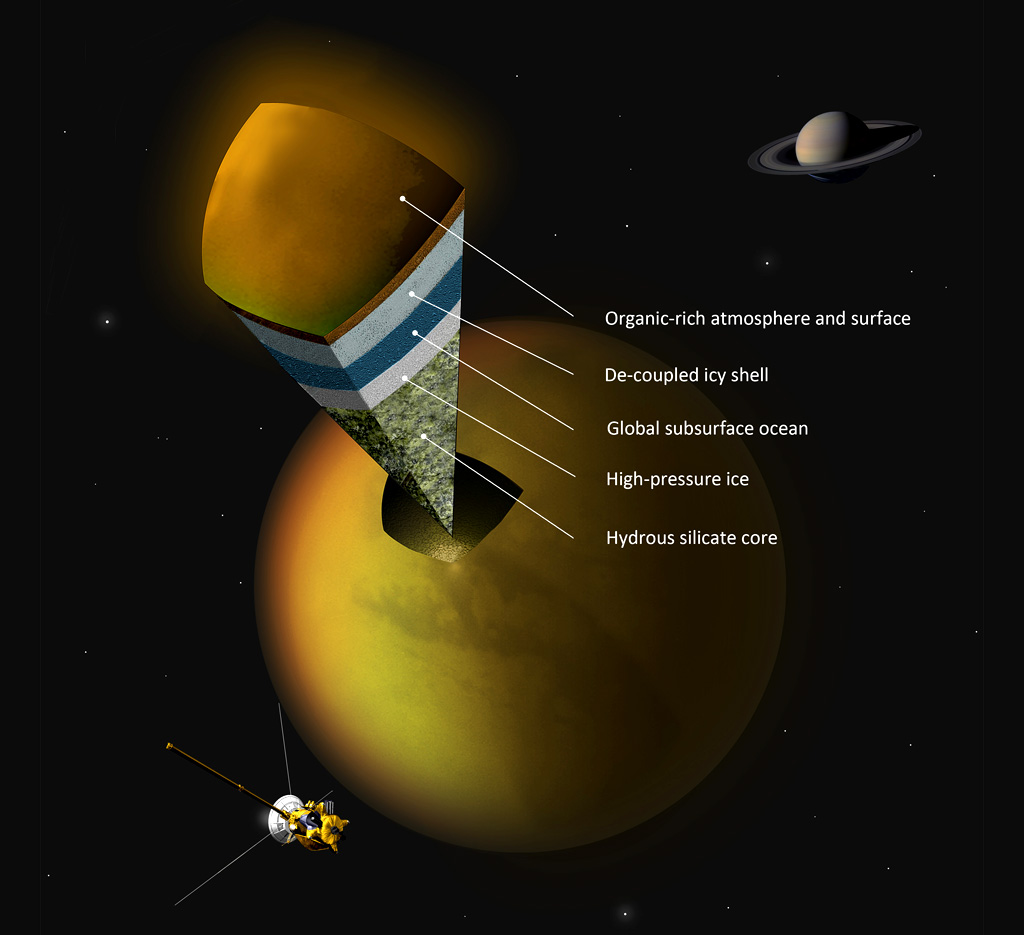 Organic-rich atmosphere and surface
De-coupled icy shell
Global subsurface ocean
High-pressure ice
Hydrous silicate core